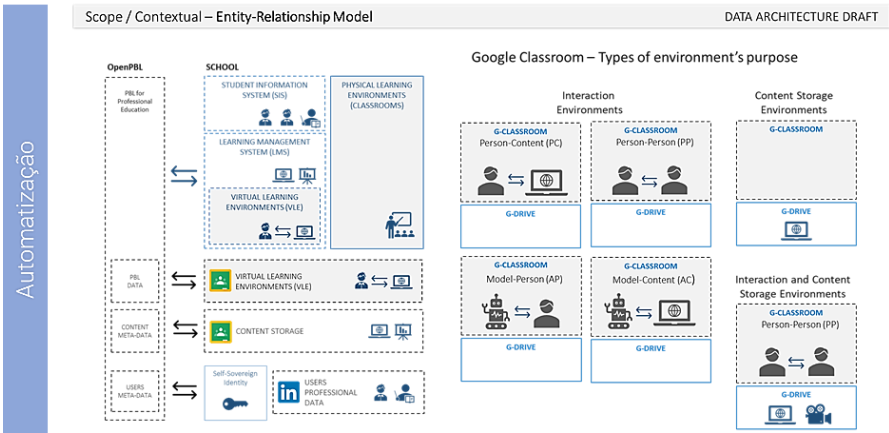 Scope / Contextual – Entity-Relationship Model
DATA ARCHITECTURE DRAFT
Automatização
OpenPBL
PBL for
Professional
Education
PBL
DATA
CONTENT
META-DATA
USERS
META-DATA
SCHOOL
STUDENT INFORMATION
SYSTEM (SIS)
LEARNING MANAGEMENT
SYSTEM (LMS)
VIRTUAL LEARNING
ENVIRONMENTS (VLE)
PHYSICAL LEARNING
ENVIRONMENTS
(CLASSROOMS)
VIRTUAL LEARNING
ENVIRONMENTS (VLE)
CONTENT STORAGE
Self-Sovereign
Identity
in
USERS
PROFESSIONAL
DATA
Google Classroom – Types of environment's purpose
Interaction
Environments
G-CLASSROOM
Person-Content (PC)
G-DRIVE
G-CLASSROOM
Person-Person (PP)
G-DRIVE
G-CLASSROOM
Model-Person (AP)
G-DRIVE
G-CLASSROOM
Model-Content (AC)
G-DRIVE
Content Storage
Environments
G-CLASSROOM
G-DRIVE
Interaction and Content
Storage Environments
G-CLASSROOM
Person-Person (PP)
G-DRIVE